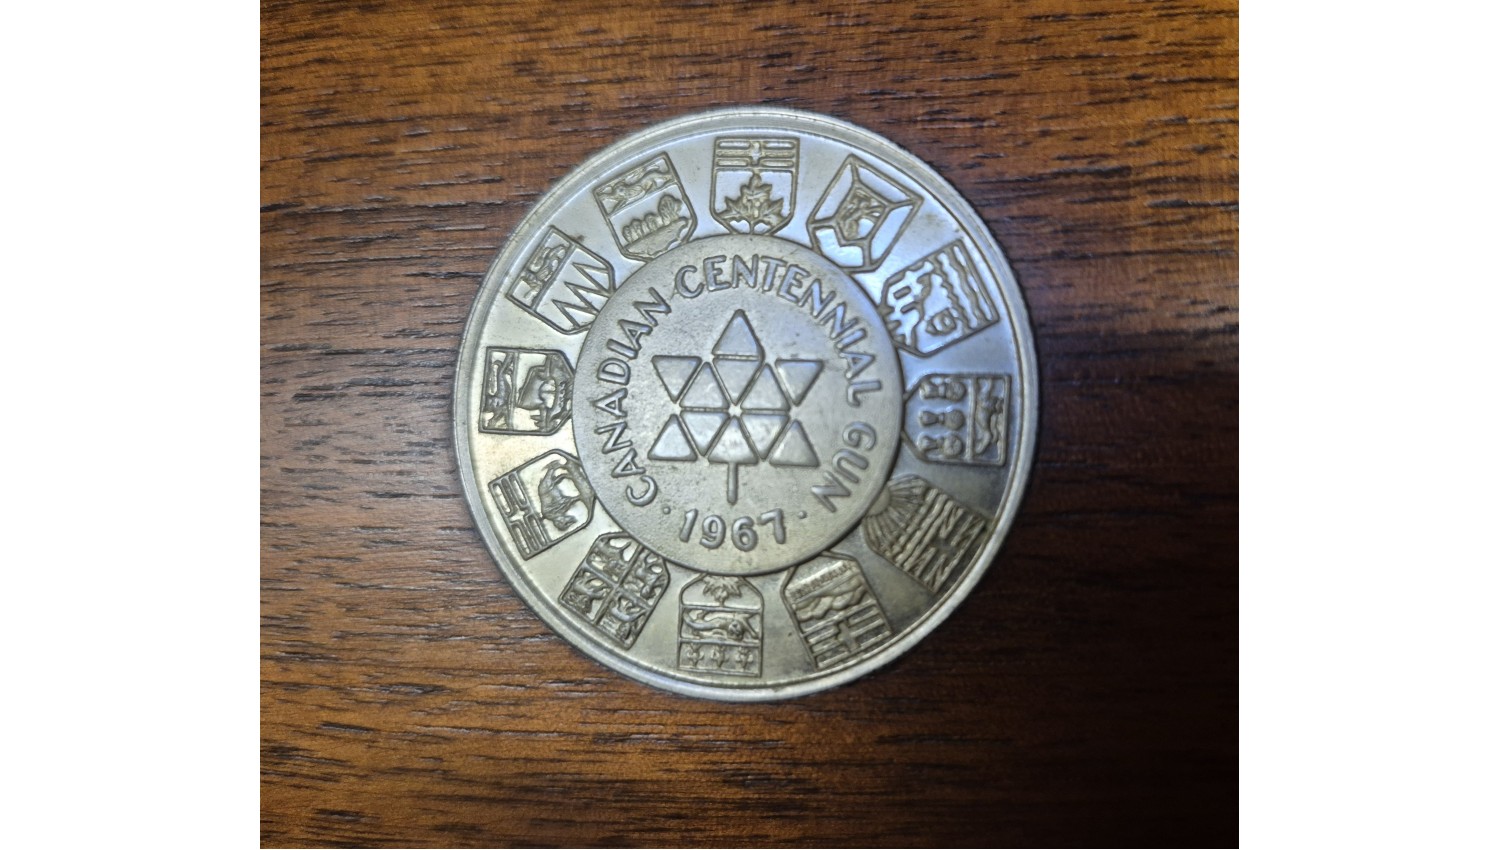 CANADIAN CENTENNIAL GUN
· 1967 ·